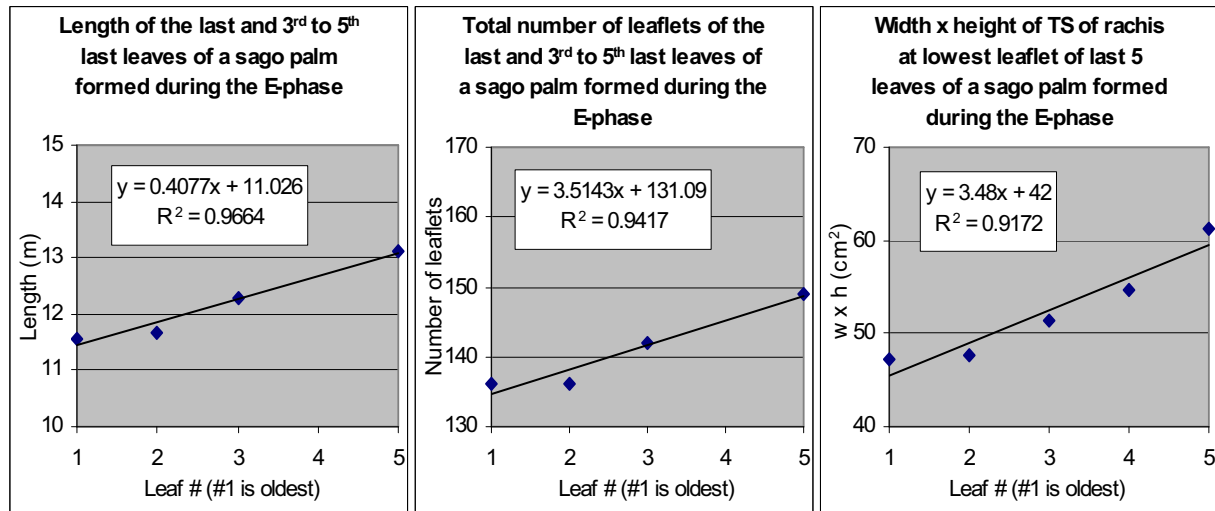 Length of the last and 3rd to 5th
last leaves of a sago palm
formed during the E-phase
15
14
13
12
11
10
Length (m)
y = 0.4077x + 11.026
R² = 0.9664
1 2 3 4 5
Leaf # (#1 is oldest)
Total number of leaflets of the
last and 3rd to 5th last leaves of
a sago palm formed during the
E-phase
170
160
150
140
130
Number of leaflets
y = 3.5143x + 131.09
R² = 0.9417
1 2 3 4 5
Leaf # (#1 is oldest)
Width x height of TS of rachis
at lowest leaflet of last 5
leaves of a sago palm formed
during the E-phase
70
60
50
40
w x h (cm²)
y = 3.48x + 42
R² = 0.9172
1 2 3 4 5
Leaf # (#1 is oldest)